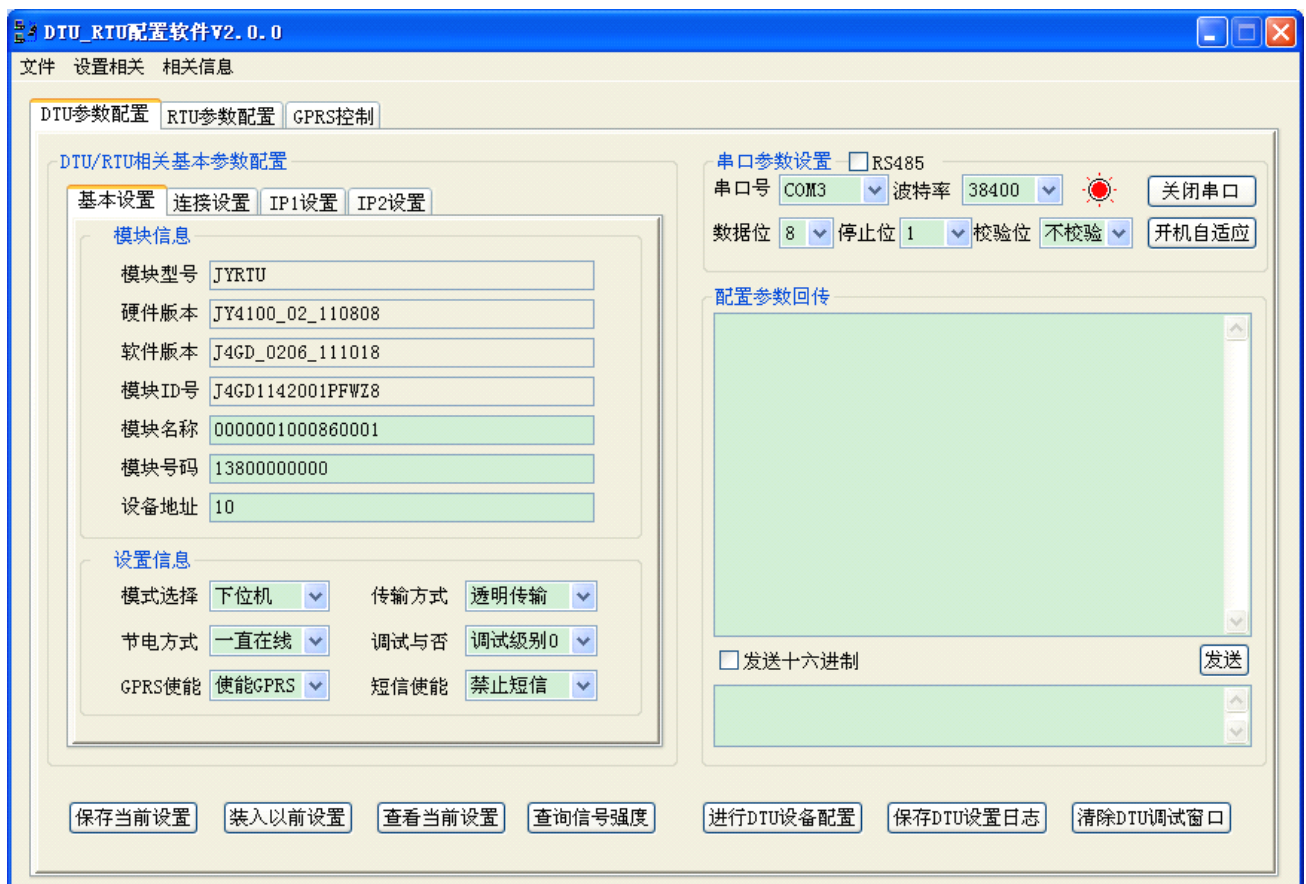 DTU_RTU配置软件V2.0.0
文件 设置相关 相关信息
DTU参数配置 RTU参数配置 GPRS控制
DTU/RTU相关基本参数配置
基本设置 连接设置 IP1设置 IP2设置
模块信息
模块型号 JYRTU
硬件版本 JY4100_02_110808
软件版本 J4GD_0206_111018
模块ID号 J4GD1142001PFWZ8
模块名称 0000001000860001
模块号码 13800000000
设备地址 10
设置信息
模式选择 下位机 传输方式 透明传输
节电方式 一直在线 调试与否 调试级别0
GPRS使能 使能GPRS 短信使能 禁止短信
串口参数设置 RS485
串口号 COM3 波特率 38400 关闭串口
数据位 8 停止位 1 校验位 不校验 开机自适应
配置参数回传
发送十六进制 发送
保存当前设置 装入以前设置 查看当前设置 查询信号强度 进行DTU设备配置 保存DTU设置日志 清除DTU调试窗口